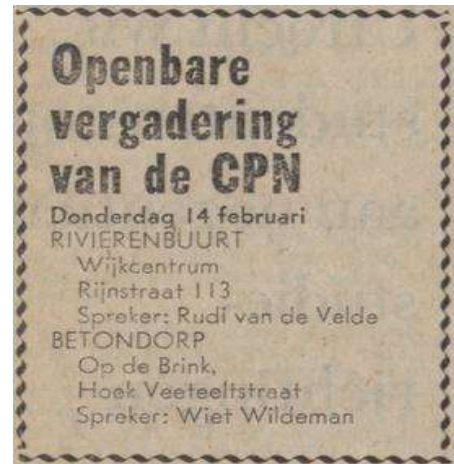 Openbare
vergadering
van de CPN
Donderdag 14 februari
RIVIERENBUURT
Wijkcentrum
Rijnstraat 113
Spreker: Rudi van de Velde
BETONDORP
Op de Brink,
Hoek Veeteeltstraat
Spreker: Wiet Wildeman